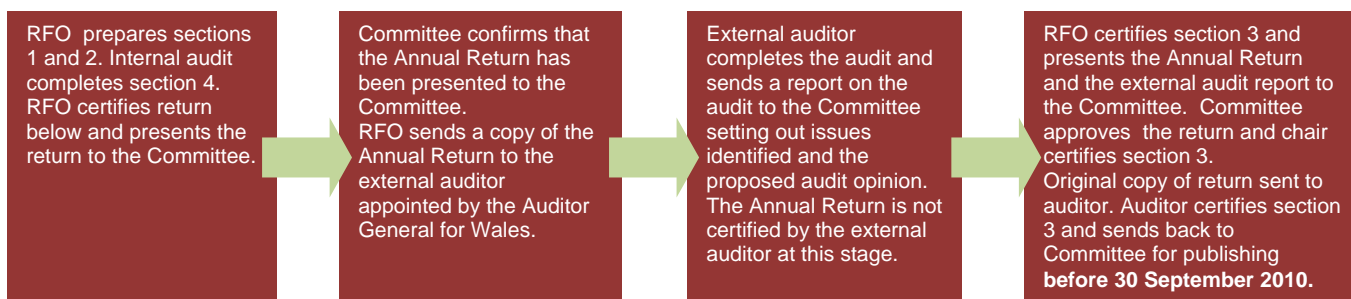 RFO prepares sections
1 and 2. Internal audit
completes section 4.
RFO certifies return
below and presents the
return to the Committee.
Committee confirms that
the Annual Return has
been presented to the
Committee.
RFO sends a copy of the
Annual Return to the
external auditor
appointed by the Auditor
General for Wales.
External auditor
completes the audit and
sends a report on the
audit to the Committee
setting out issues
identified and the
proposed audit opinion.
The Annual Return is not
certified by the external
auditor at this stage.
RFO certifies section 3 and
presents the Annual Return
and the external audit report to
the Committee. Committee
approves the return and chair
certifies section 3.
Original copy of return sent to
auditor. Auditor certifies section
3 and sends back to
Committee for publishing
before 30 September 2010.